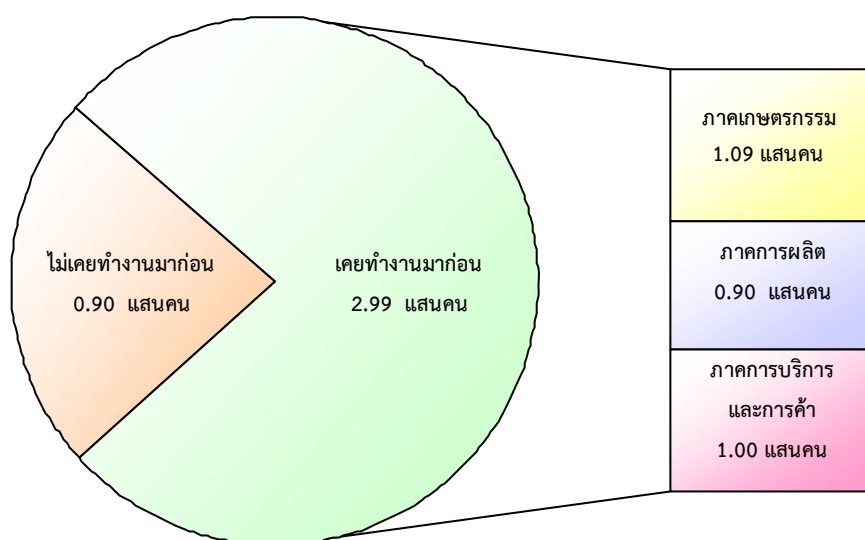 ไม่เคยทำงานมาก่อน
0.90 แสนคน
เคยทำงานมาก่อน
2.99 แสนคน
ภาคเกษตรกรรม
1.09 แสนคน
ภาคการผลิต
0.90 แสนคน
ภาคการบริการ
และการค้า
1.00 แสนคน